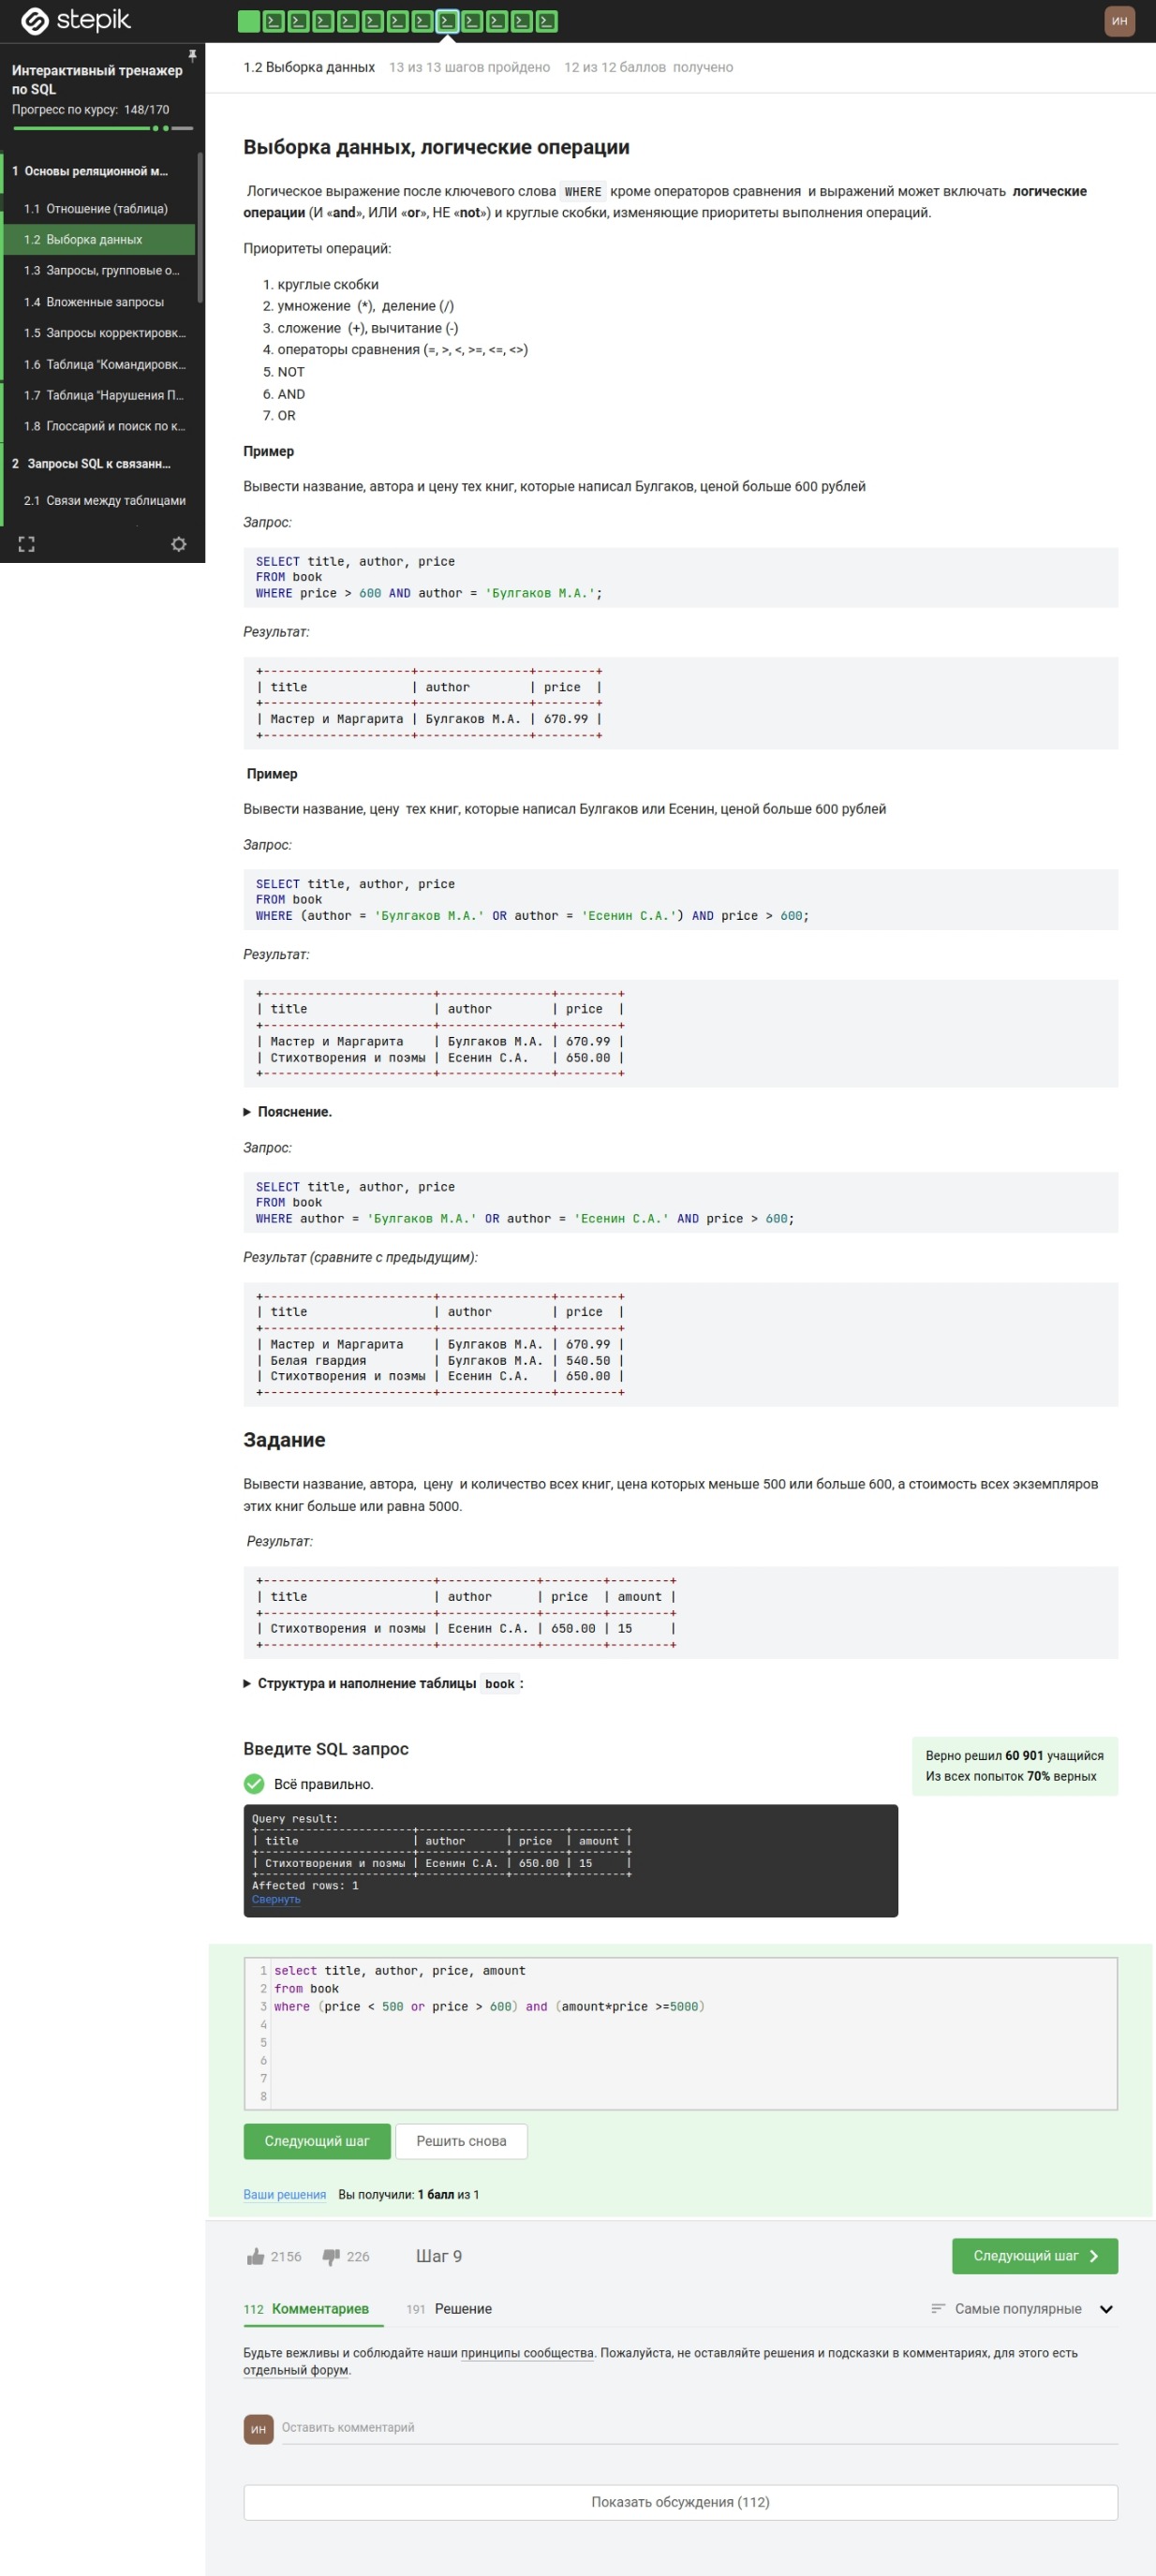 stepik
ИН
Интерактивный тренажер
по SQL
Прогресс по курсу: 148/170
1 Основы реляционной м...
1.1 Отношение (таблица)
1.2 Выборка данных
1.3 Запросы, групповые о...
1.4 Вложенные запросы
1.5 Запросы корректировк...
1.6 Таблица "Командировк...
1.7 Таблица "Нарушения П...
1.8 Глоссарий и поиск по к...
2 Запросы SQL к связанн...
2.1 Связи между таблицами
1.2 Выборка данных 13 из 13 шагов пройдено 12 из 12 баллов получено
Выборка данных, логические операции
Логическое выражение после ключевого слова WHERE кроме операторов сравнения и выражений может включать логические
операции (И «and», ИЛИ «or», НЕ «not») и круглые скобки, изменяющие приоритеты выполнения операций.
Приоритеты операций:
1. круглые скобки
2. умножение (*), деление (/)
3. сложение (+), вычитание (-)
4. операторы сравнения (=, >, <, >=, <=, <>)
5. NOT
6. AND
7. OR
Пример
Вывести название, автора и цену тех книг, которые написал Булгаков, ценой больше 600 рублей
Запрос:
SELECT title, author, price
FROM book
WHERE price > 600 AND author = 'Булгаков М.А.';
Результат:
+--------------------+---------------+--------+
| title              | author        | price  |
+--------------------+---------------+--------+
| Мастер и Маргарита | Булгаков М.А. | 670.99 |
+--------------------+---------------+--------+
Пример
Вывести название, цену тех книг, которые написал Булгаков или Есенин, ценой больше 600 рублей
Запрос:
SELECT title, author, price
FROM book
WHERE (author = 'Булгаков М.А.' OR author = 'Есенин С.А.') AND price > 600;
Результат:
+-----------------------+---------------+--------+
| title                 | author        | price  |
+-----------------------+---------------+--------+
| Мастер и Маргарита    | Булгаков М.А. | 670.99 |
| Стихотворения и поэмы | Есенин С.А.   | 650.00 |
+-----------------------+---------------+--------+
Пояснение.
Запрос:
SELECT title, author, price
FROM book
WHERE author = 'Булгаков М.А.' OR author = 'Есенин С.А.' AND price > 600;
Результат (сравните с предыдущим):
+-----------------------+---------------+--------+
| title                 | author        | price  |
+-----------------------+---------------+--------+
| Мастер и Маргарита    | Булгаков М.А. | 670.99 |
| Белая гвардия         | Булгаков М.А. | 540.50 |
| Стихотворения и поэмы | Есенин С.А.   | 650.00 |
+-----------------------+---------------+--------+
Задание
Вывести название, автора, цену и количество всех книг, цена которых меньше 500 или больше 600, а стоимость всех экземпляров
этих книг больше или равна 5000.
Результат:
+-----------------------+-------------+--------+--------+
| title                 | author      | price  | amount |
+-----------------------+-------------+--------+--------+
| Стихотворения и поэмы | Есенин С.А. | 650.00 | 15     |
+-----------------------+-------------+--------+--------+
Структура и наполнение таблицы book :
Введите SQL запрос
Верно решил 60 901 учащийся
Из всех попыток 70% верных
Всё правильно.
Query result:
+-----------------------+-------------+--------+--------+
| title                 | author      | price  | amount |
+-----------------------+-------------+--------+--------+
| Стихотворения и поэмы | Есенин С.А. | 650.00 | 15     |
+-----------------------+-------------+--------+--------+
Affected rows: 1
Свернуть
1 select title, author, price, amount
2 from book
3 where (price < 500 or price > 600) and (amount*price >=5000)
4
5
6
7
8
Следующий шаг Решить снова
Ваши решения Вы получили: 1 балл из 1
2156 226 Шаг 9 Следующий шаг
112 Комментариев 191 Решение Самые популярные
Будьте вежливы и соблюдайте наши принципы сообщества. Пожалуйста, не оставляйте решения и подсказки в комментариях, для этого есть
отдельный форум.
ИН Оставить комментарий
Показать обсуждения (112)